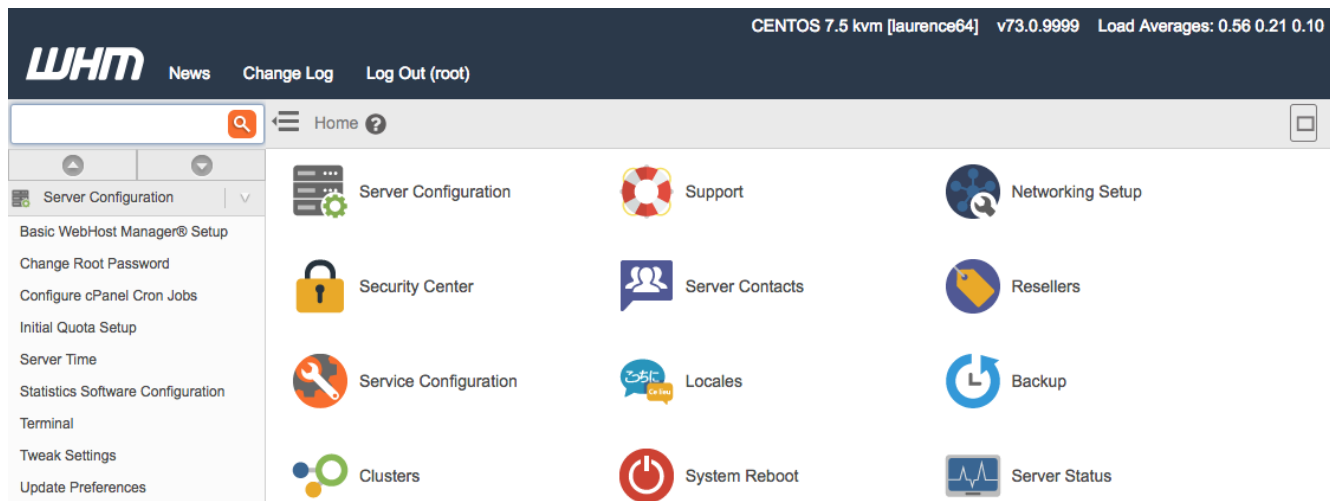 CENTOS 7.5 kvm [laurence64] v73.0.9999 Load Averages: 0.56 0.21 0.10
WHM News Change Log Log Out (root)
Home
Server Configuration
Basic WebHost Manager® Setup
Change Root Password
Configure cPanel Cron Jobs
Initial Quota Setup
Server Time
Statistics Software Configuration
Terminal
Tweak Settings
Update Preferences
Server Configuration Support Networking Setup
Security Center Server Contacts Resellers
Service Configuration Locales Backup
Clusters System Reboot Server Status